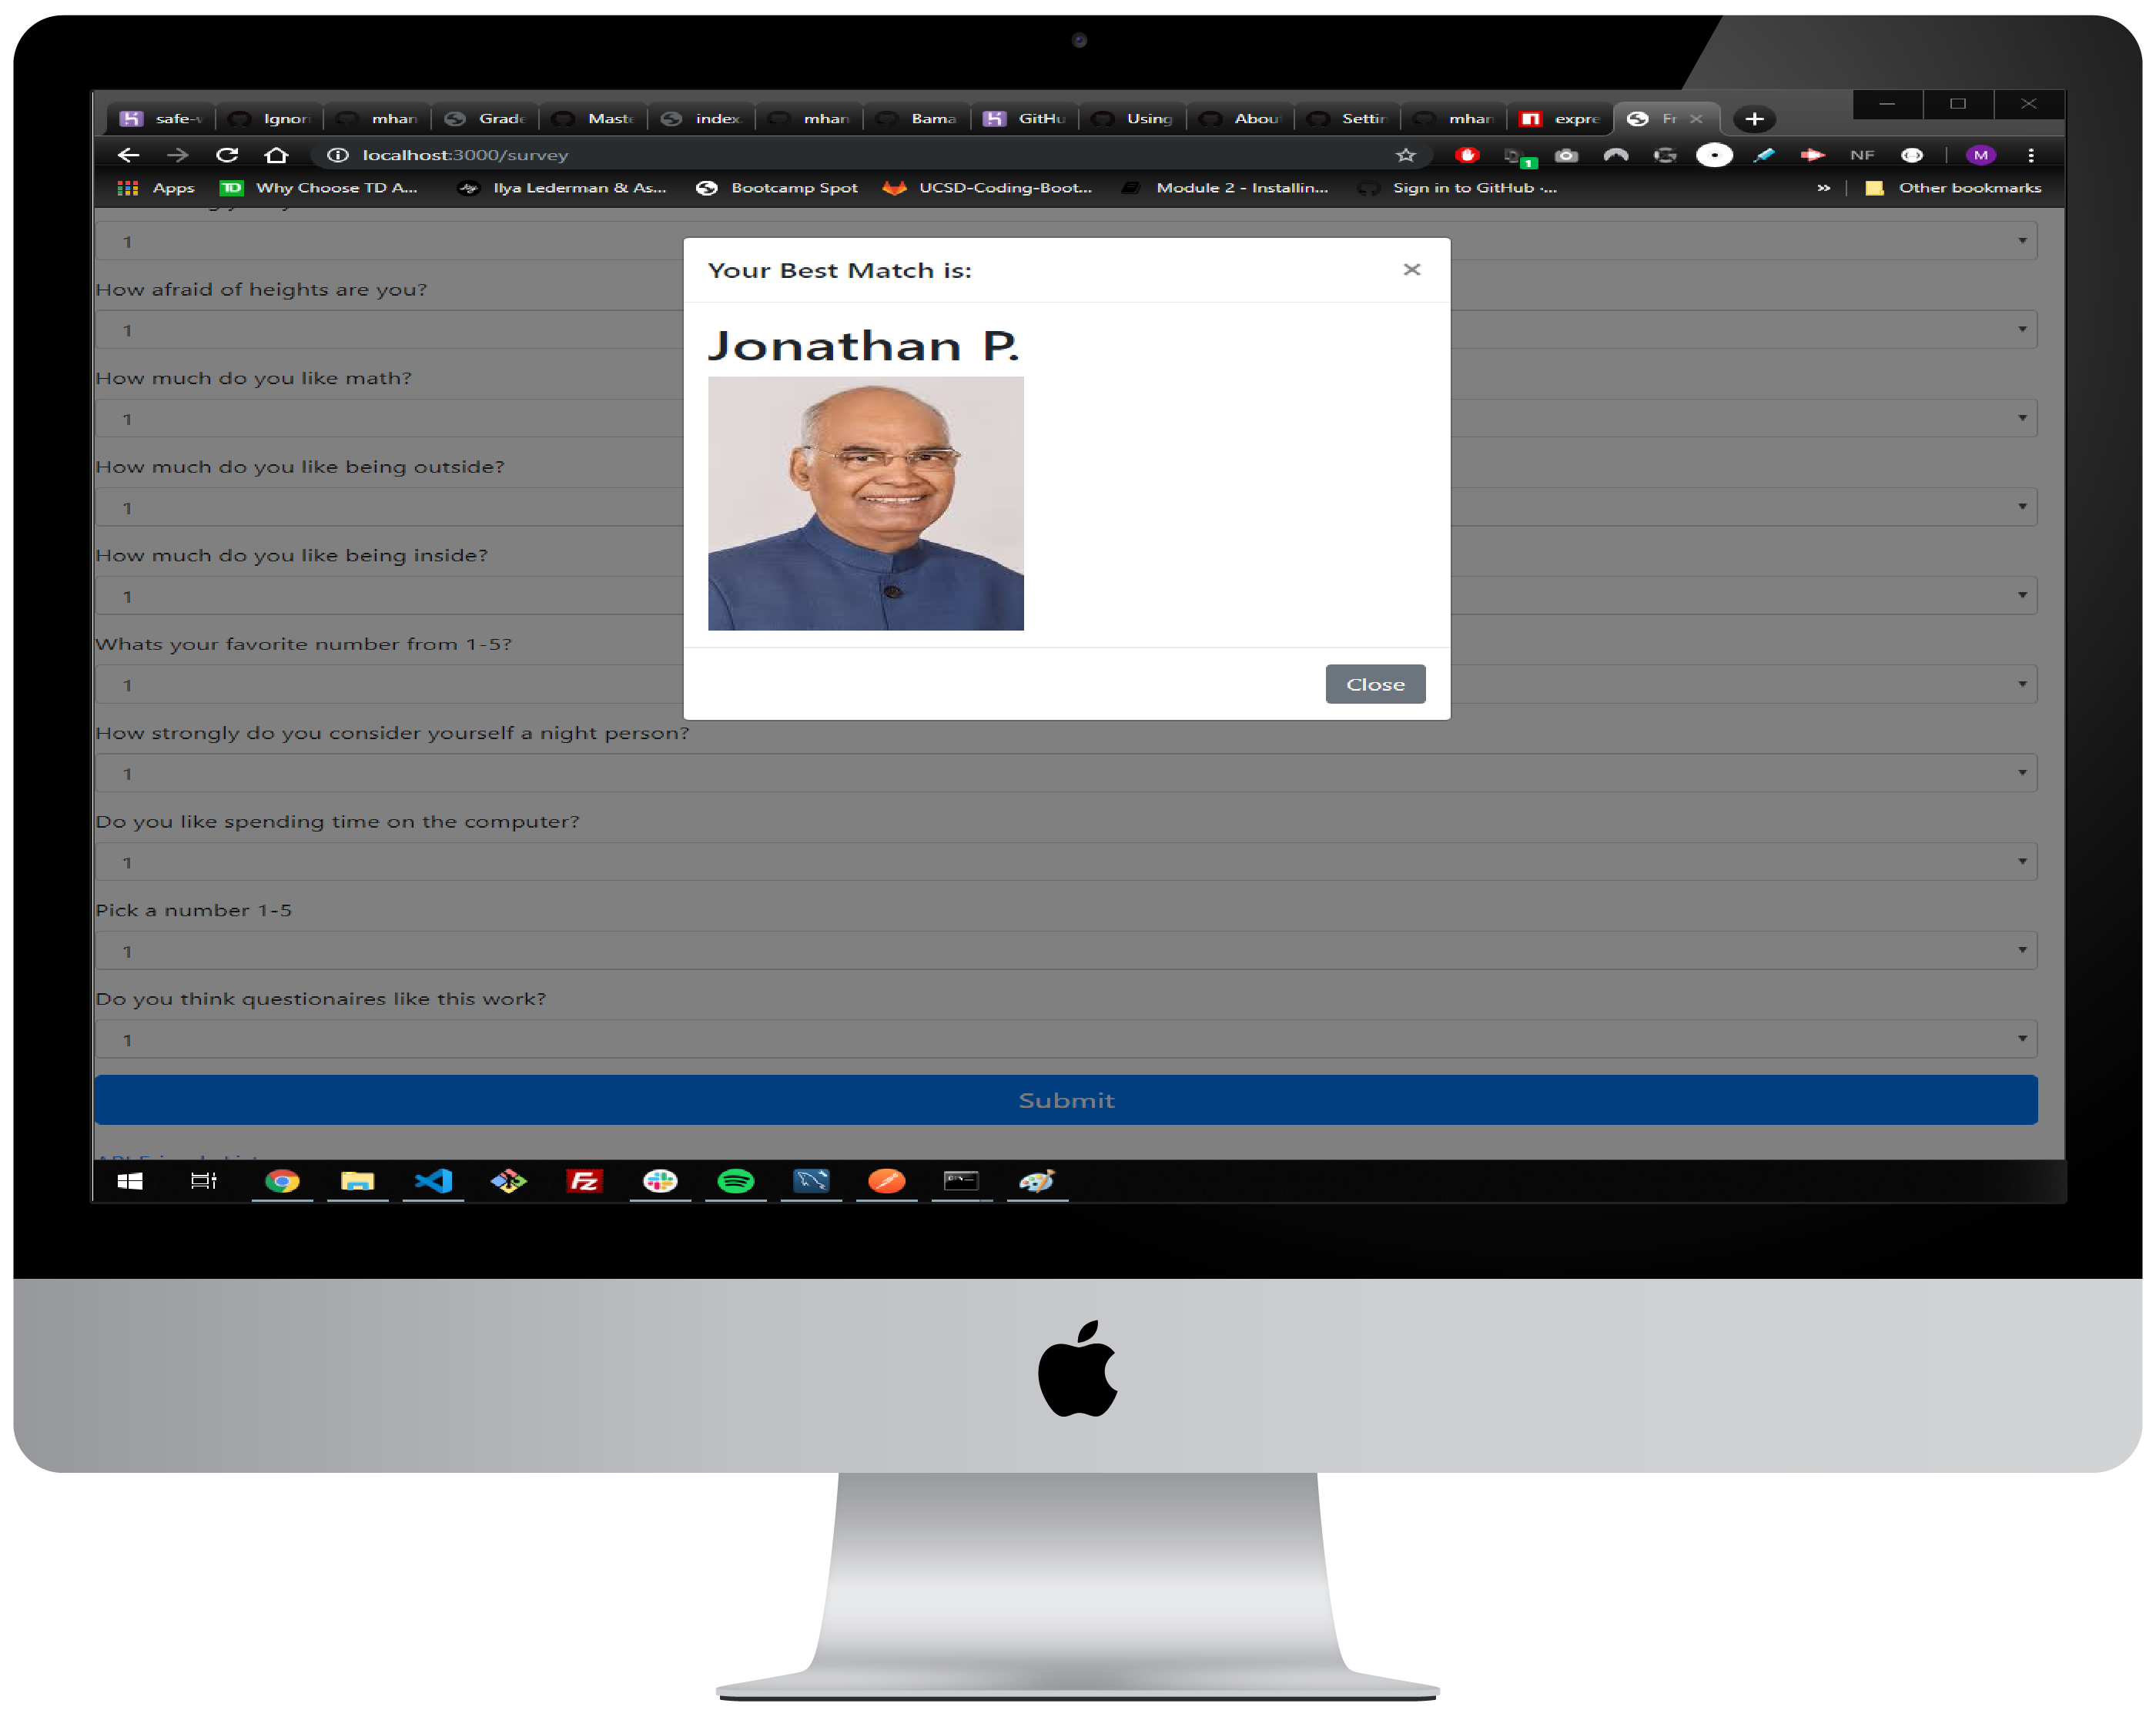 safe-
Ignor
mhan
Grade
Maste
index.
mhan
Bama
GitHu
Using
Abou
Settin
mhan
expre
Fr
localhost:3000/survey
1
NF
M
Apps
TD
Why Choose TD A...
Ilya Lederman & As...
Bootcamp Spot
UCSD-Coding-Boot...
Module 2 - Installin...
Sign in to GitHub ·...
»
Other bookmarks
1
Your Best Match is:
×
Jonathan P.
Close
How afraid of heights are you?
1
How much do you like math?
1
How much do you like being outside?
1
How much do you like being inside?
1
Whats your favorite number from 1-5?
1
How strongly do you consider yourself a night person?
1
Do you like spending time on the computer?
1
Pick a number 1-5
1
Do you think questionaires like this work?
1
Submit
Fz